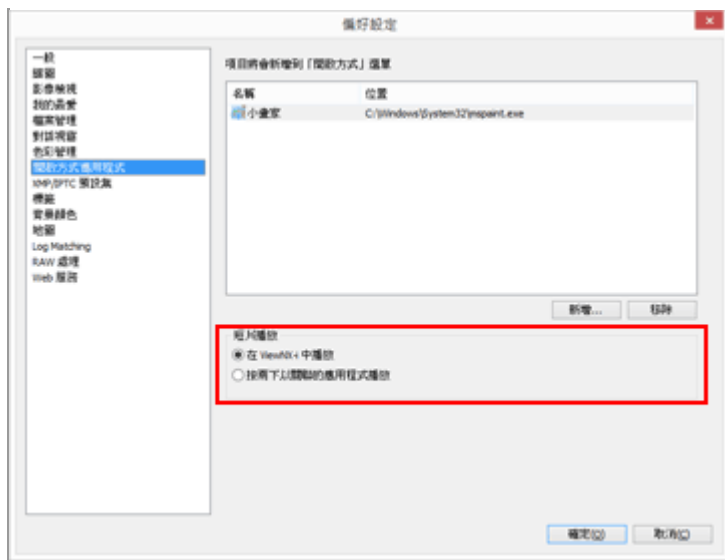 偏好設定
一般
縮圖
影像檢視
我的最愛
檔案管理
對話視窗
色彩管理
開啟方式應用程式
XMP/IPTC 預設集
標籤
背景顏色
地圖
Log Matching
RAW 處理
Web 服務
項目將會新增到「開啟方式」選單
名稱 位置
小畫家 C:\Windows\System32\mspaint.exe
新增... 移除
短片播放
在 ViewNX-i 中播放
按兩下以關聯的應用程式播放
確定(O) 取消(C)